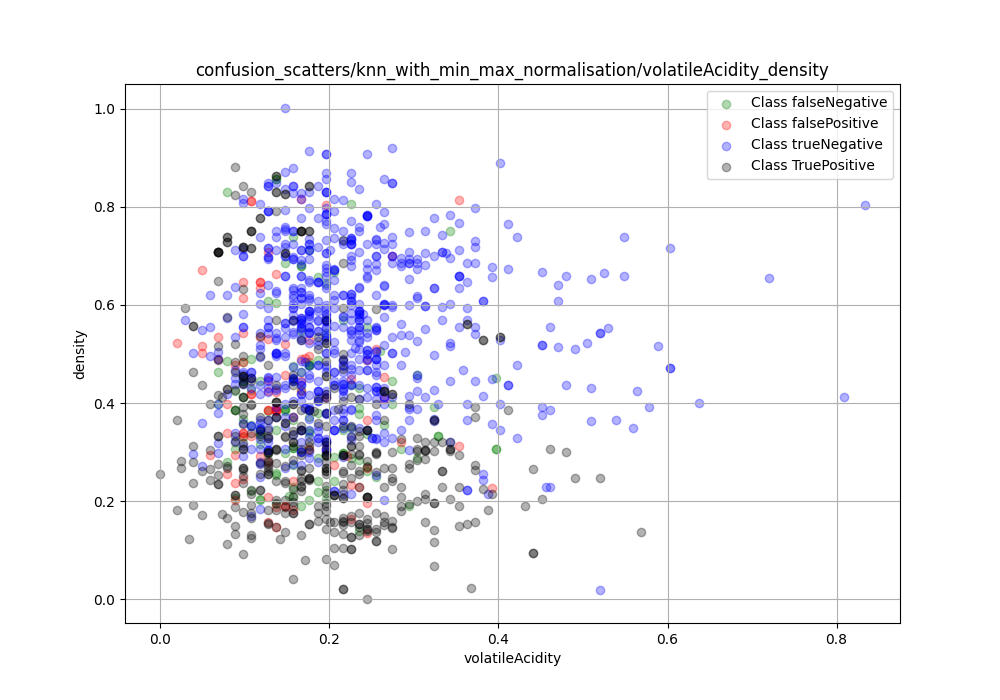 confusion_scatters/knn_with_min_max_normalisation/volatileAcidity_density
Class falseNegative
Class falsePositive
Class trueNegative
Class TruePositive
1.0
0.8
0.6
0.4
0.2
0.0
density
0.0 0.2 0.4 0.6 0.8
volatileAcidity